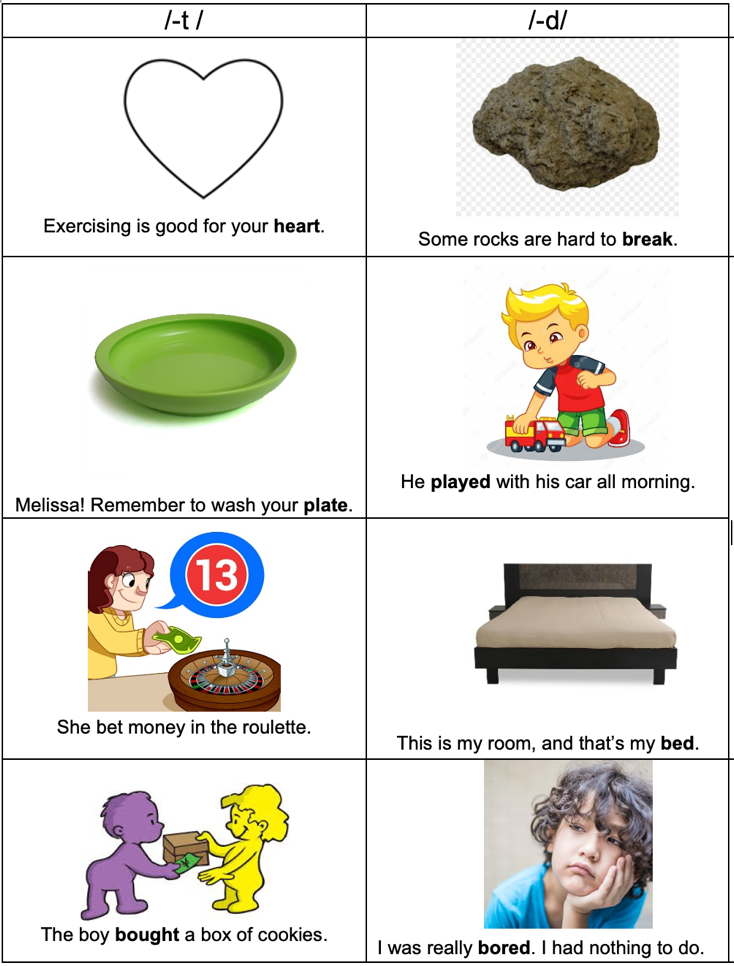 /-t /
/-d/
Exercising is good for your heart.
Some rocks are hard to break.
Melissa! Remember to wash your plate.
He played with his car all morning.
13
She bet money in the roulette.
This is my room, and that's my bed.
The boy bought a box of cookies.
I was really bored. I had nothing to do.